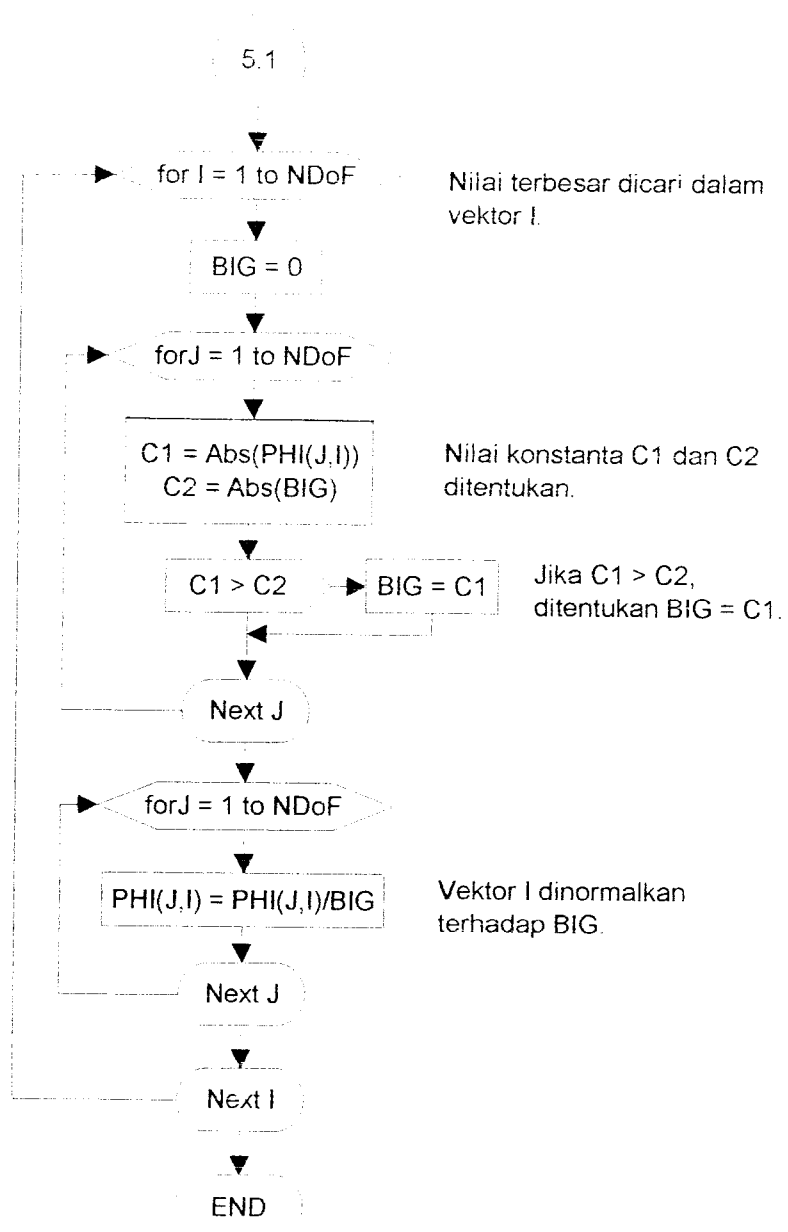 5.1
for I = 1 to NDoF
Nilai terbesar dicari dalam
vektor I.
BIG = 0
forJ = 1 to NDoF
C1 = Abs(PHI(J,I))
C2 = Abs(BIG)
Nilai konstanta C1 dan C2
ditentukan.
C1 > C2
BIG = C1
Jika C1 > C2,
ditentukan BIG = C1.
Next J
forJ = 1 to NDoF
PHI(J,I) = PHI(J,I)/BIG
Vektor I dinormalkan
terhadap BIG.
Next J
Next I
END